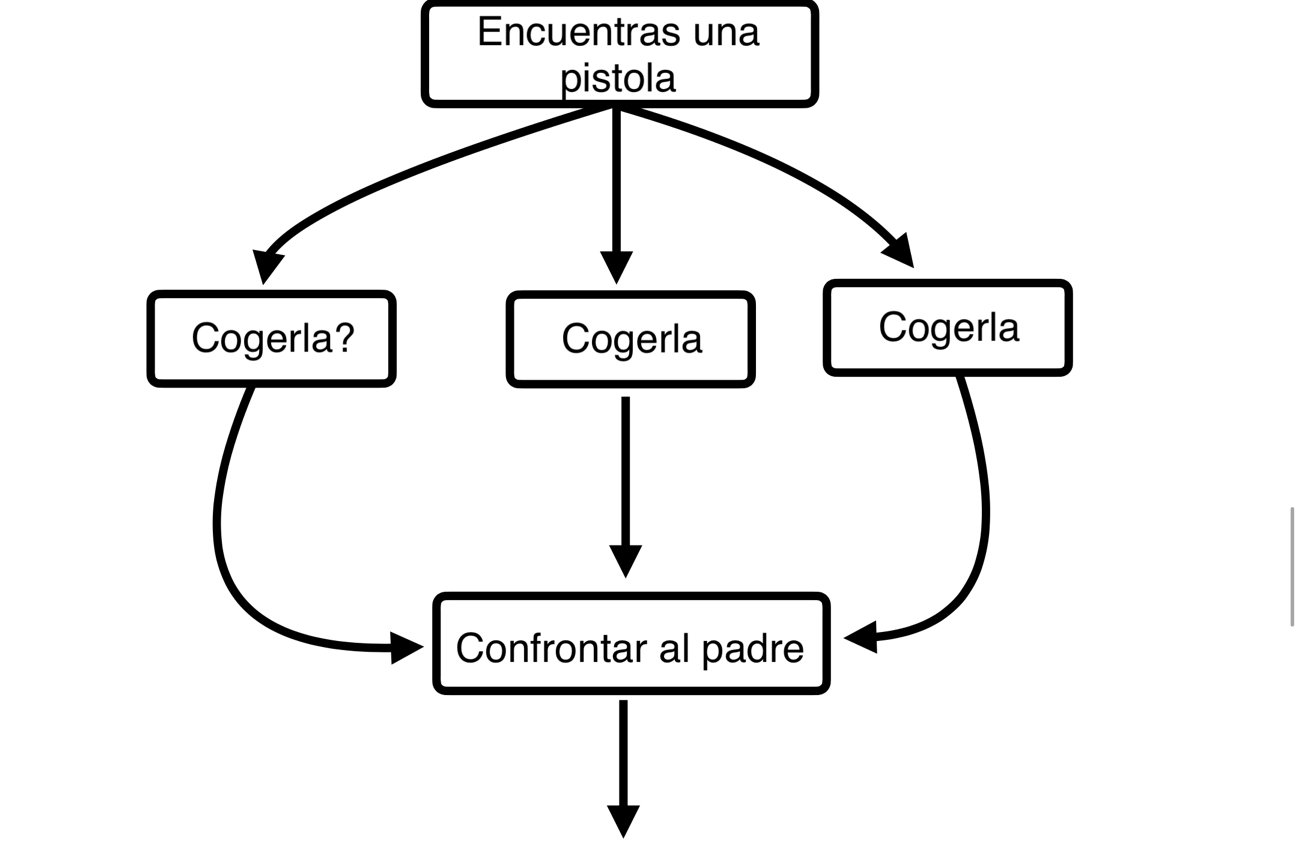 Encuentras una
pistola
Cogerla?
Cogerla
Cogerla
Confrontar al padre